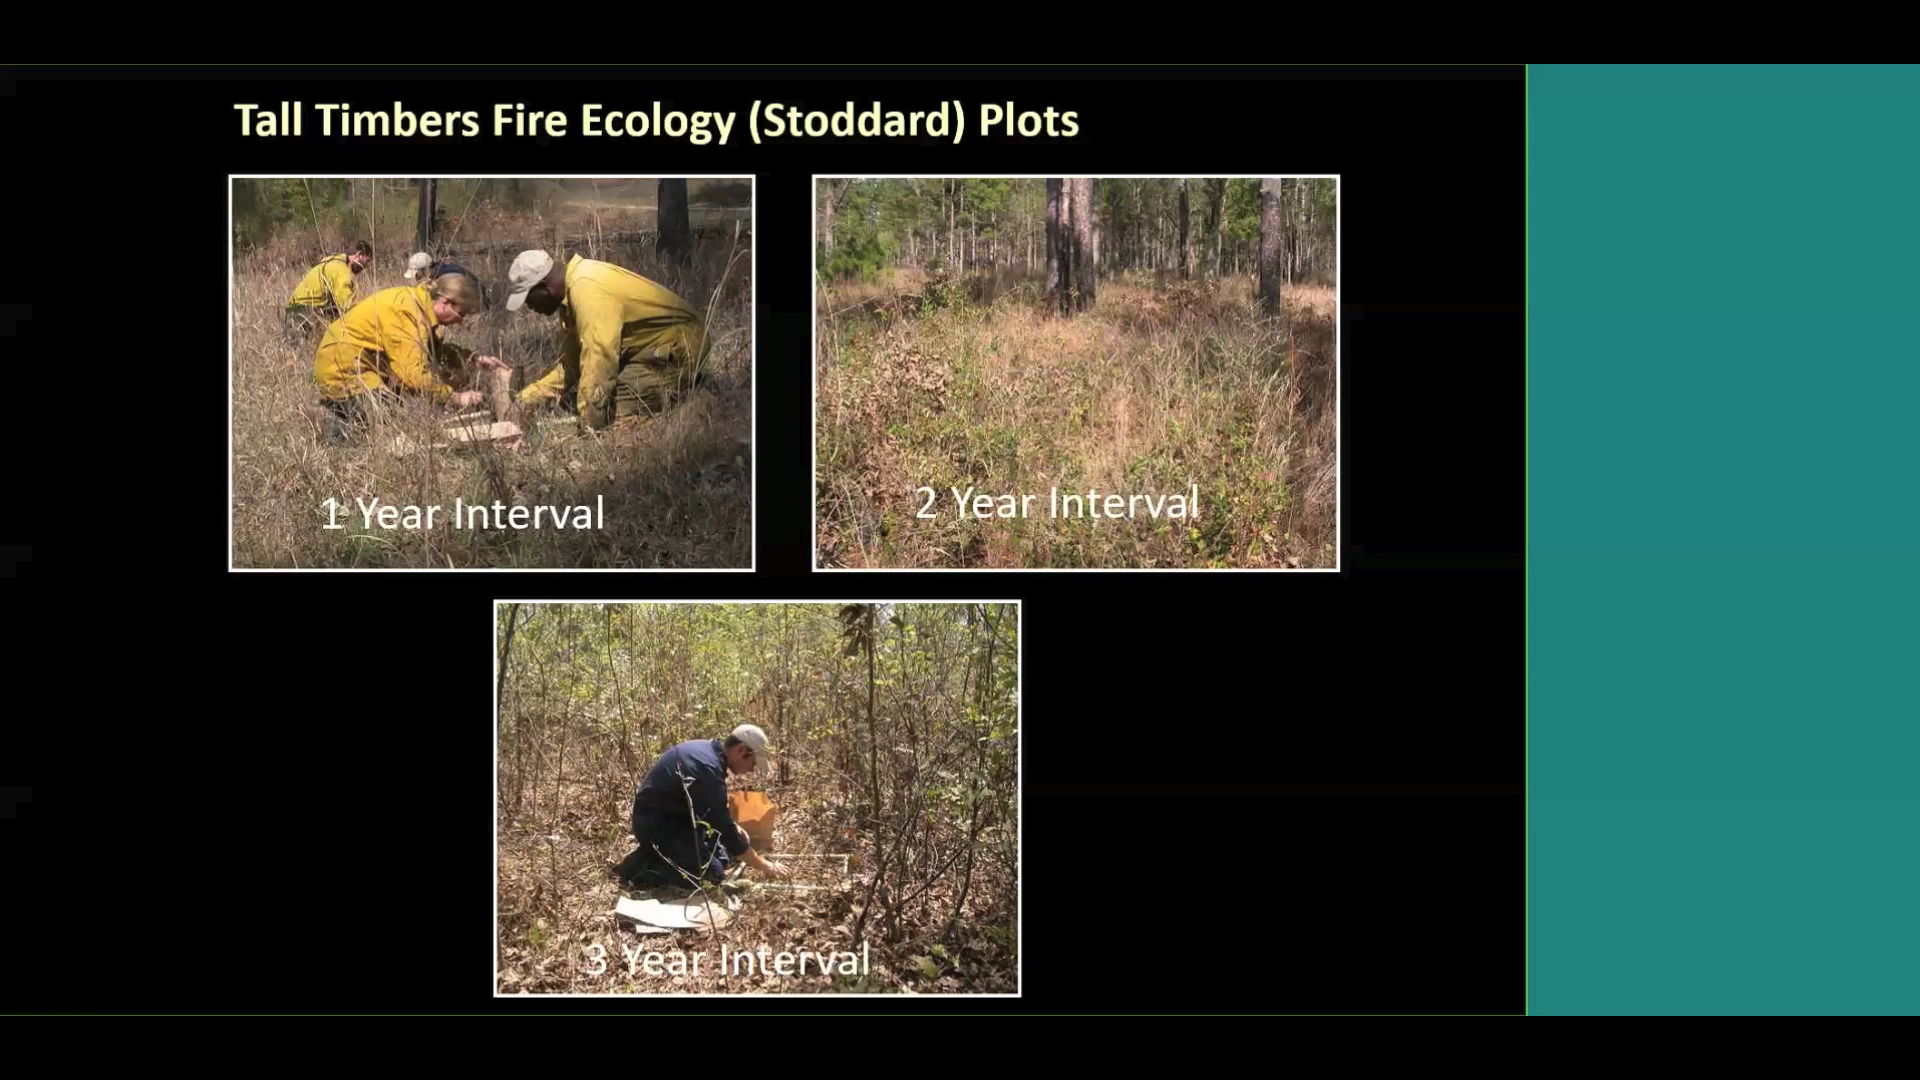 Tall Timbers Fire Ecology (Stoddard) Plots
1 Year Interval
2 Year Interval
3 Year Interval